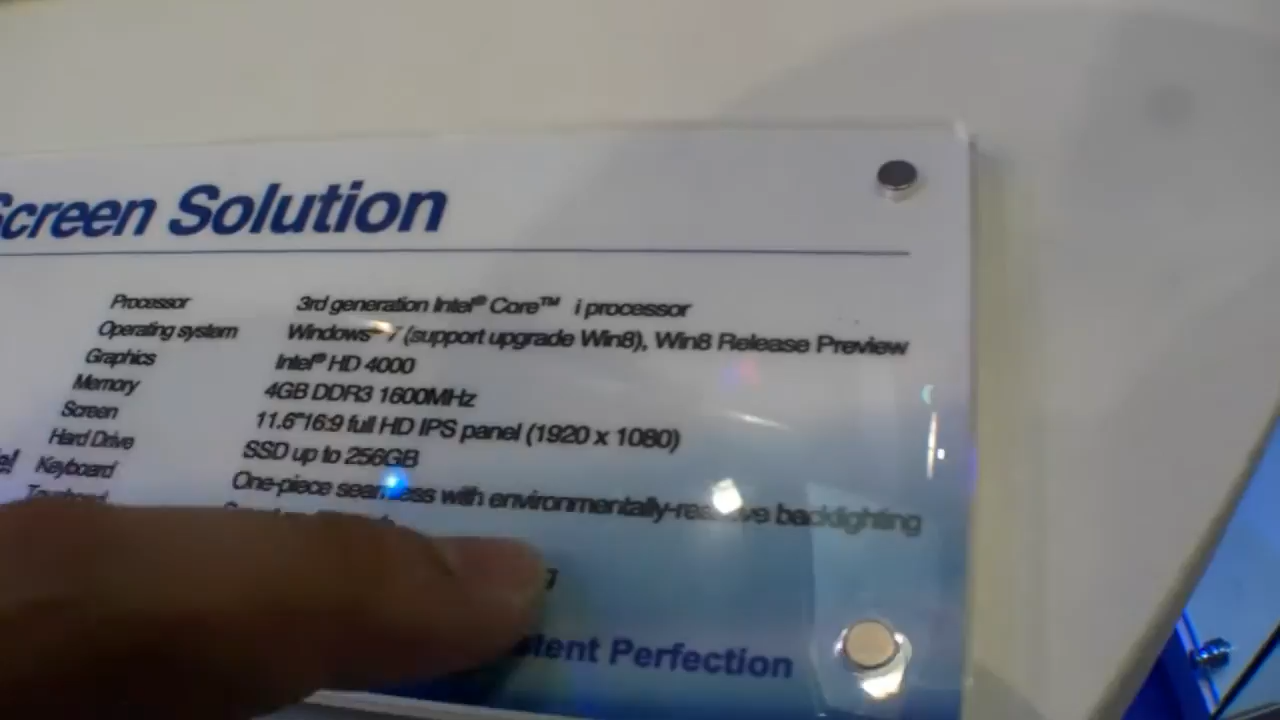 Screen Solution
Processor 3rd generation Intel® Core™ i processor
Operating system Windows® 7 (support upgrade Win8), Win8 Release Preview
Graphics Intel® HD 4000
Memory 4GB DDR3 1600MHz
Screen 11.6"16:9 full HD IPS panel (1920 x 1080)
Hard Drive SSD up to 256GB
Keyboard One-piece seamless with environmentally-reactive backlighting
Perfection